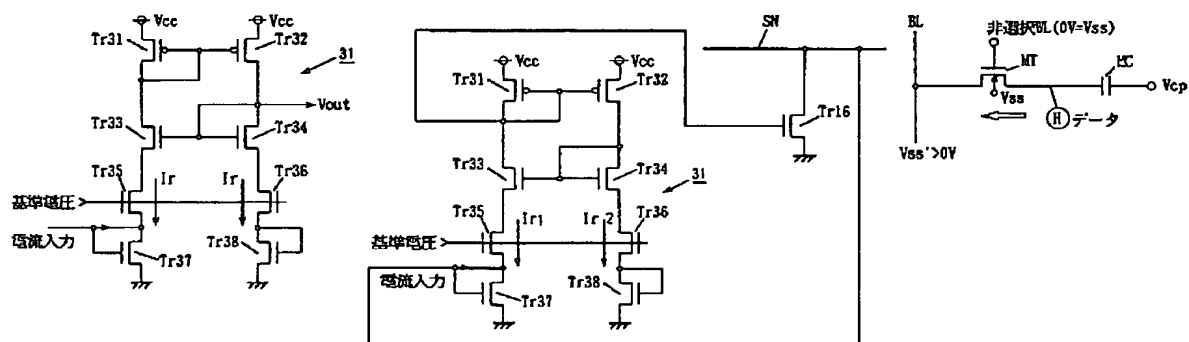 Vcc
Vcc
Tr31
Tr32
31
Vout
Tr33
Tr34
Tr35
Ir
Ir
Tr36
基準電圧
電流入力
Tr38
Tr37
Vcc
Vcc
Tr31
Tr32
Tr33
Tr34
31
Tr35
Ir1
Ir2
Tr36
基準電圧
電流入力
Tr38
Tr37
SN
Tr16
BL
非選択WL(0V=Vss)
MT
MC
Vcp
Vss
H データ
Vss'>0V